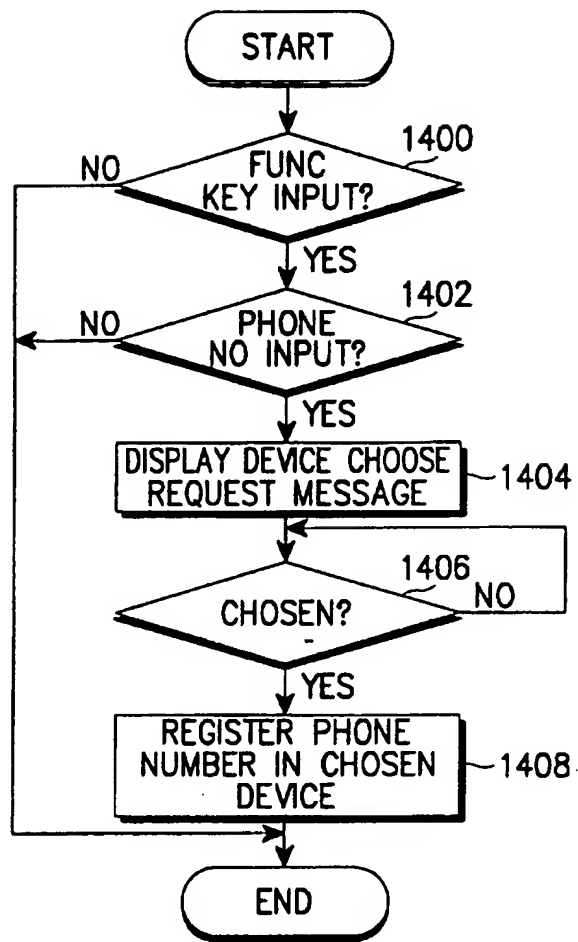 START
1400
NO
FUNC
KEY INPUT?
YES
1402
NO
PHONE
NO INPUT?
YES
DISPLAY DEVICE CHOOSE
REQUEST MESSAGE
1404
1406
CHOSEN?
NO
YES
REGISTER PHONE
NUMBER IN CHOSEN
DEVICE
1408
END